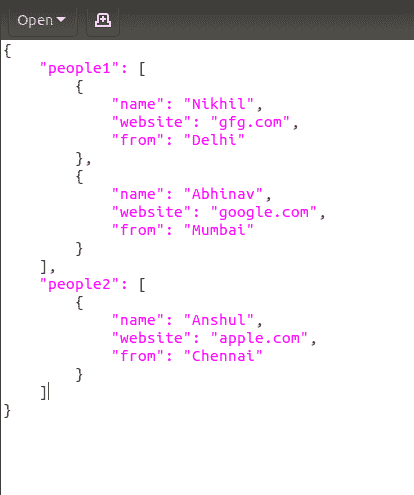 Open
{
    "people1": [
        {
            "name": "Nikhil",
            "website": "gfg.com",
            "from": "Delhi"
        },
        {
            "name": "Abhinav",
            "website": "google.com",
            "from": "Mumbai"
        }
    ],
    "people2": [
        {
            "name": "Anshul",
            "website": "apple.com",
            "from": "Chennai"
        }
    ]
}